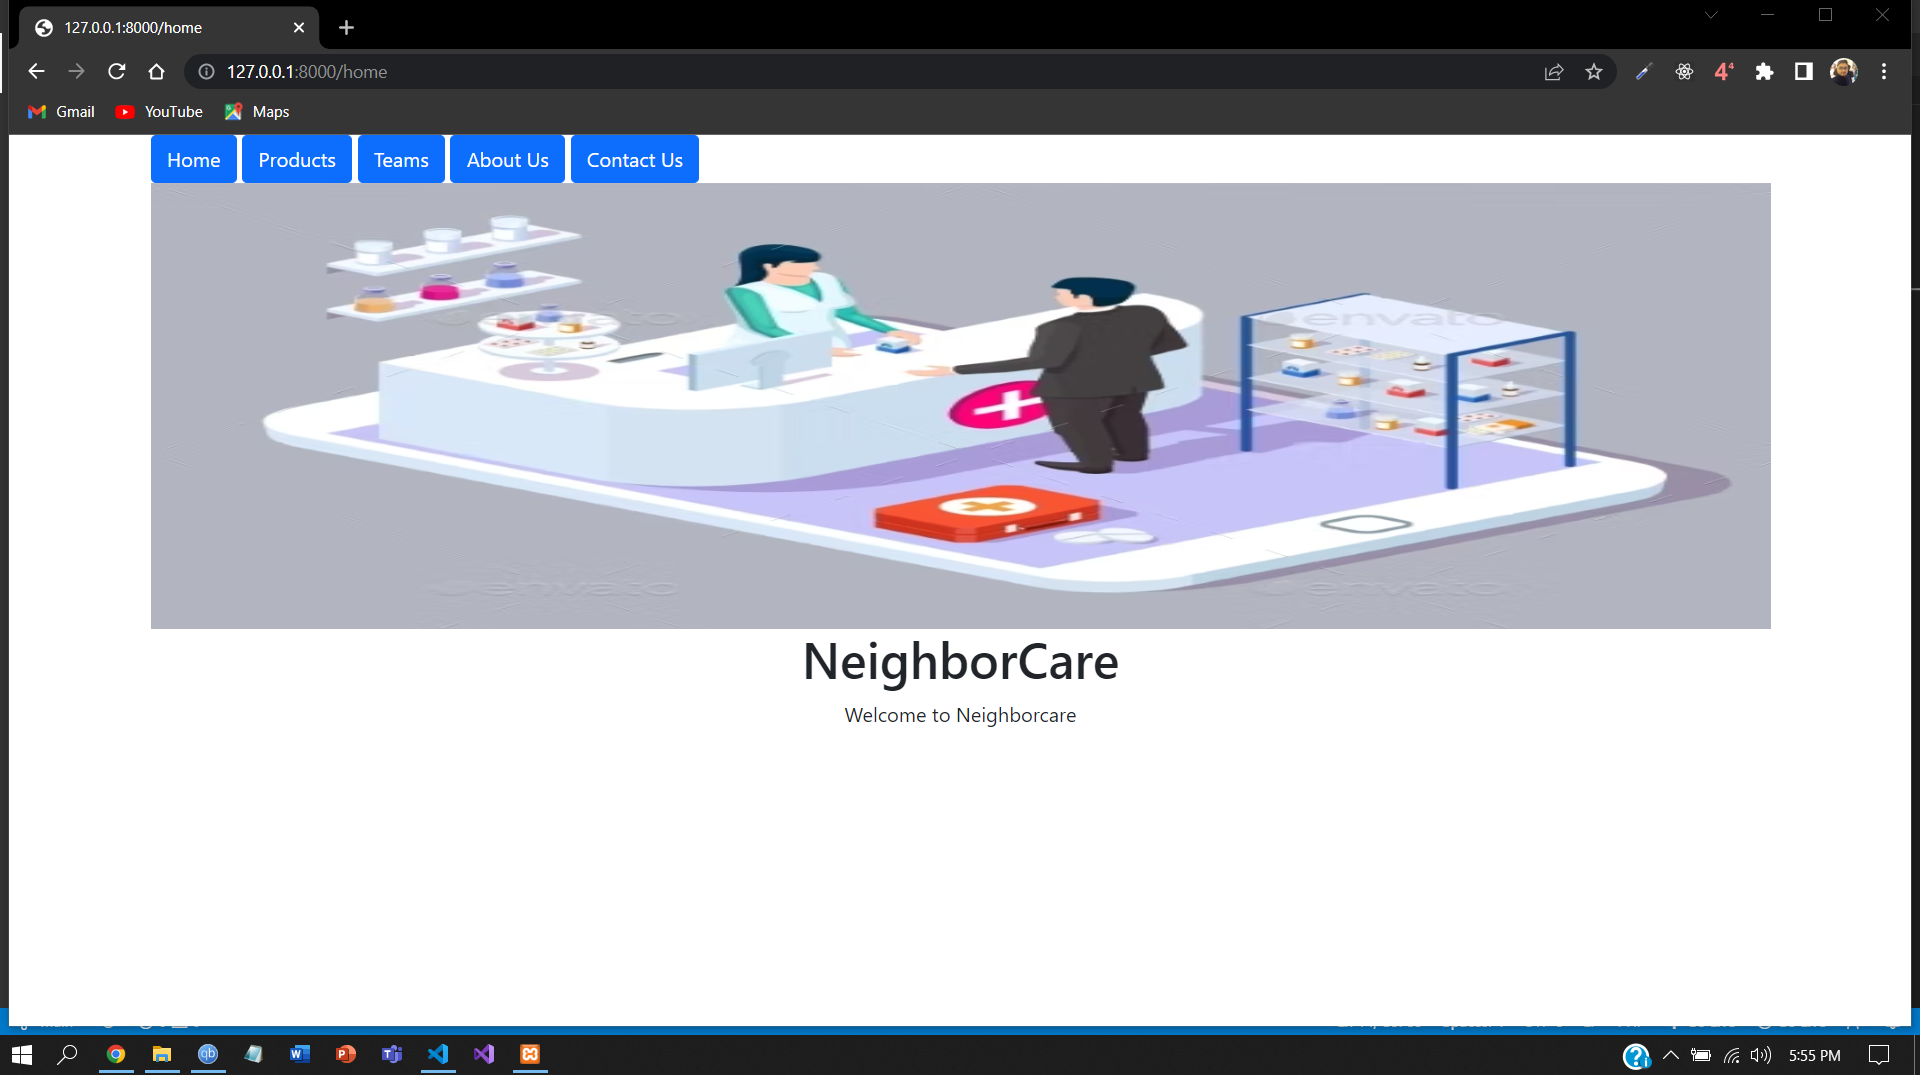 127.0.0.1:8000/home
127.0.0.1:8000/home
Gmail YouTube Maps
Home Products Teams About Us Contact Us
envato
envato
envato
NeighborCare
Welcome to Neighborcare
5:55 PM